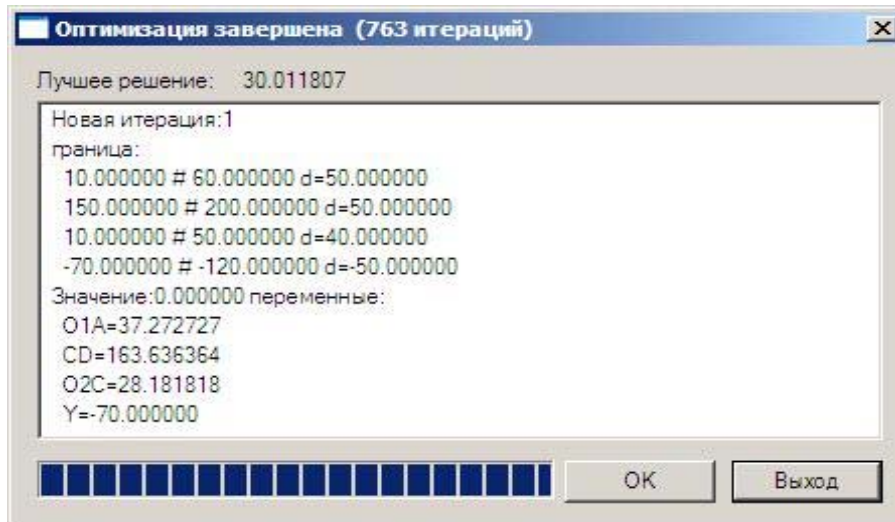 Оптимизация завершена (763 итераций)
Лучшее решение: 30.011807
Новая итерация:1
граница:
10.000000 # 60.000000 d=50.000000
150.000000 # 200.000000 d=50.000000
10.000000 # 50.000000 d=40.000000
-70.000000 # -120.000000 d=-50.000000
Значение:0.000000 переменные:
O1A=37.272727
CD=163.636364
O2C=28.181818
Y=-70.000000
OK Выход